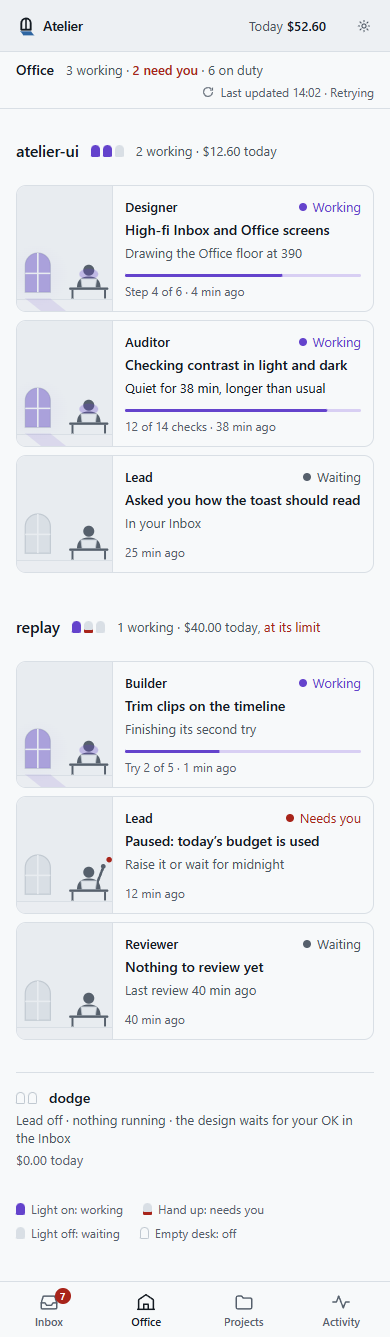 Atelier Today $52.60
Office 3 working · 2 need you · 6 on duty
Last updated 14:02 · Retrying
atelier-ui 2 working · $12.60 today
Designer Working
High-fi Inbox and Office screens
Drawing the Office floor at 390
Step 4 of 6 · 4 min ago
Auditor Working
Checking contrast in light and dark
Quiet for 38 min, longer than usual
12 of 14 checks · 38 min ago
Lead Waiting
Asked you how the toast should read
In your Inbox
25 min ago
replay 1 working · $40.00 today, at its limit
Builder Working
Trim clips on the timeline
Finishing its second try
Try 2 of 5 · 1 min ago
Lead Needs you
Paused: today’s budget is used
Raise it or wait for midnight
12 min ago
Reviewer Waiting
Nothing to review yet
Last review 40 min ago
40 min ago
dodge
Lead off · nothing running · the design waits for your OK in
the Inbox
$0.00 today
Light on: working Hand up: needs you
Light off: waiting Empty desk: off
7
Inbox Office Projects Activity